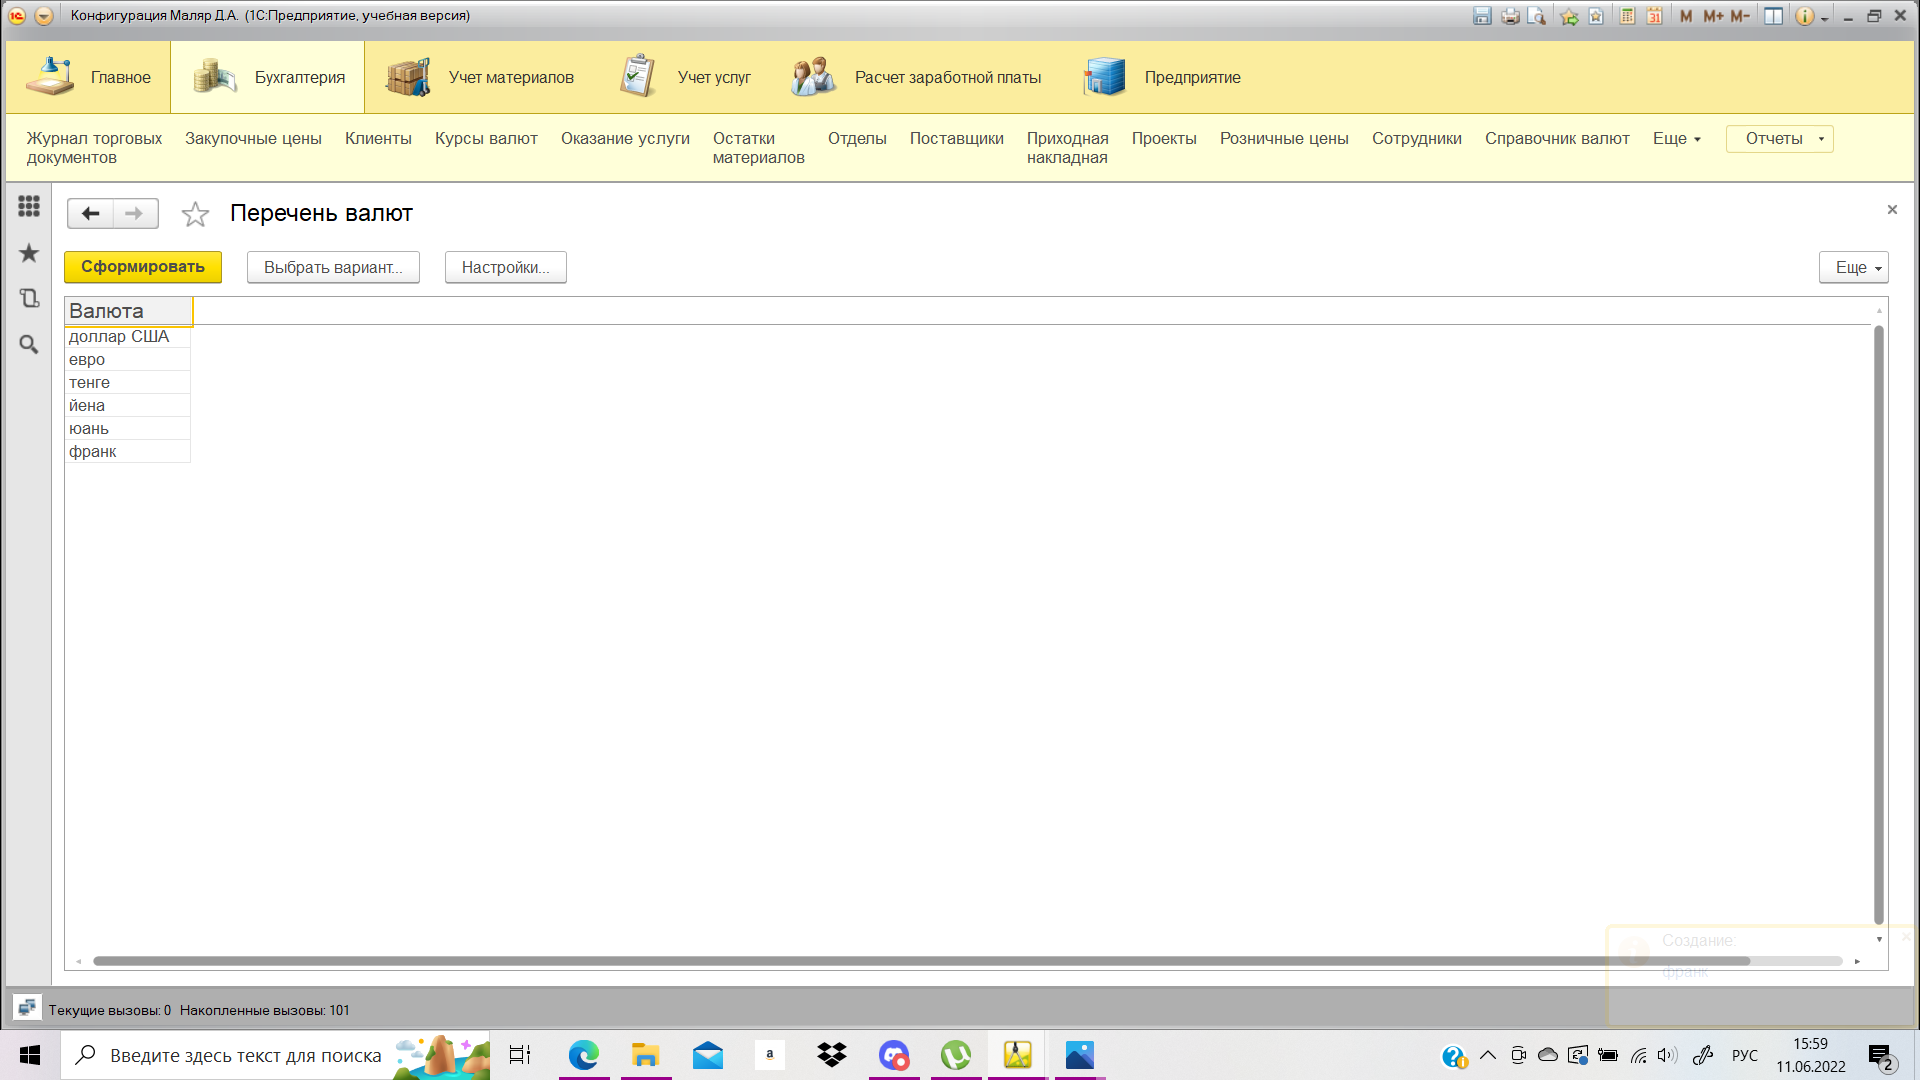 Конфигурация Маляр Д.А. (1С:Предприятие, учебная версия)
M M+ M-
Главное Бухгалтерия Учет материалов Учет услуг Расчет заработной платы Предприятие
Журнал торговых документов Закупочные цены Клиенты Курсы валют Оказание услуги Остатки материалов Отделы Поставщики Приходная накладная Проекты Розничные цены Сотрудники Справочник валют Еще Отчеты
Перечень валют
Сформировать Выбрать вариант... Настройки... Еще
Валюта
доллар США
евро
тенге
йена
юань
франк
Создание:
франк
Текущие вызовы: 0 Накопленные вызовы: 101
Введите здесь текст для поиска
a
РУС
15:59
11.06.2022
2